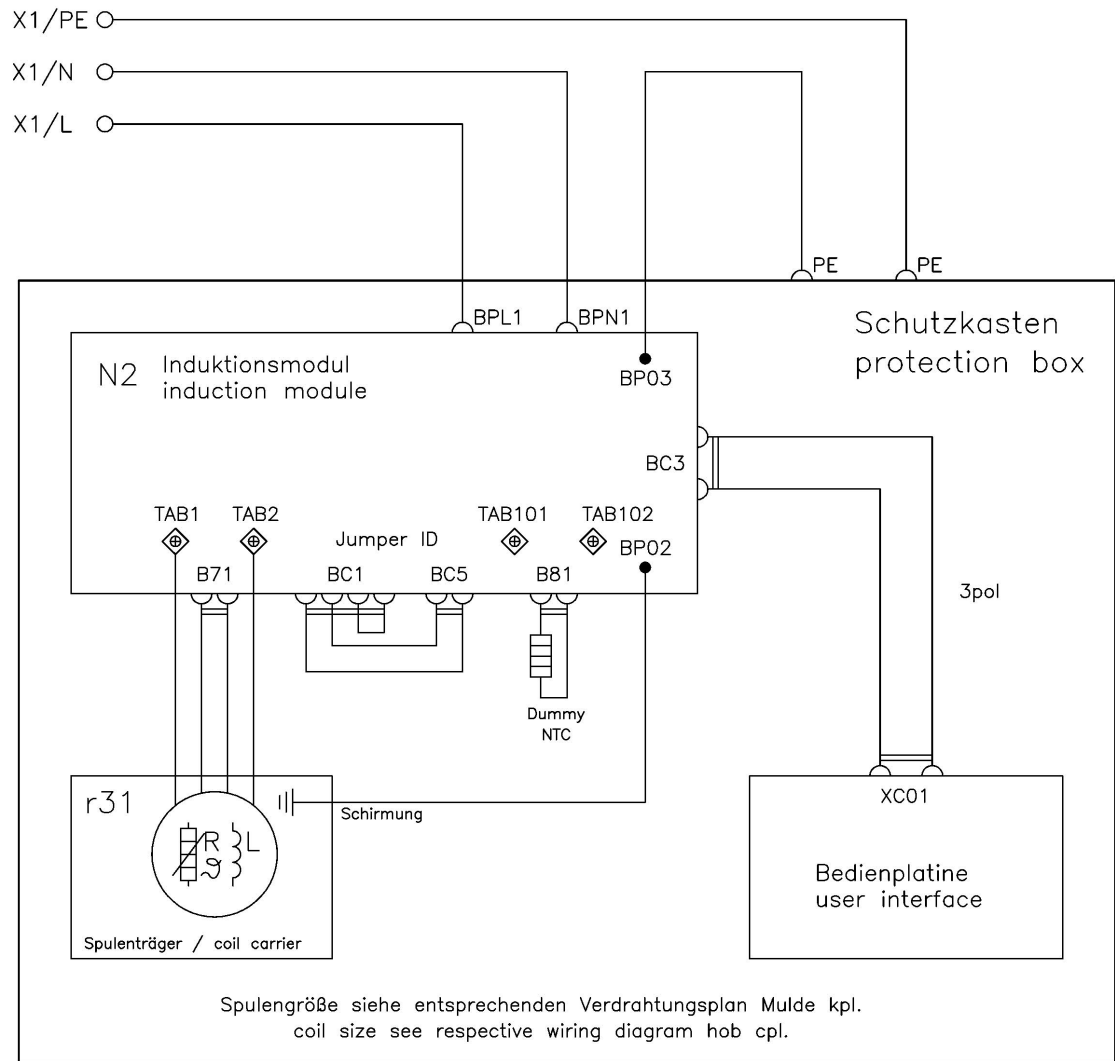 X1/PE
X1/N
X1/L
PE
PE
BPL1
BPN1
Schutzkasten
protection box
N2
Induktionsmodul
induction module
BP03
BC3
TAB1
TAB2
Jumper ID
TAB101
TAB102
BP02
B71
BC1
BC5
B81
3pol
Dummy
NTC
r31
Schirmung
XC01
R
L
ϑ
Bedienplatine
user interface
Spulenträger / coil carrier
Spulengröße siehe entsprechenden Verdrahtungsplan Mulde kpl.
coil size see respective wiring diagram hob cpl.